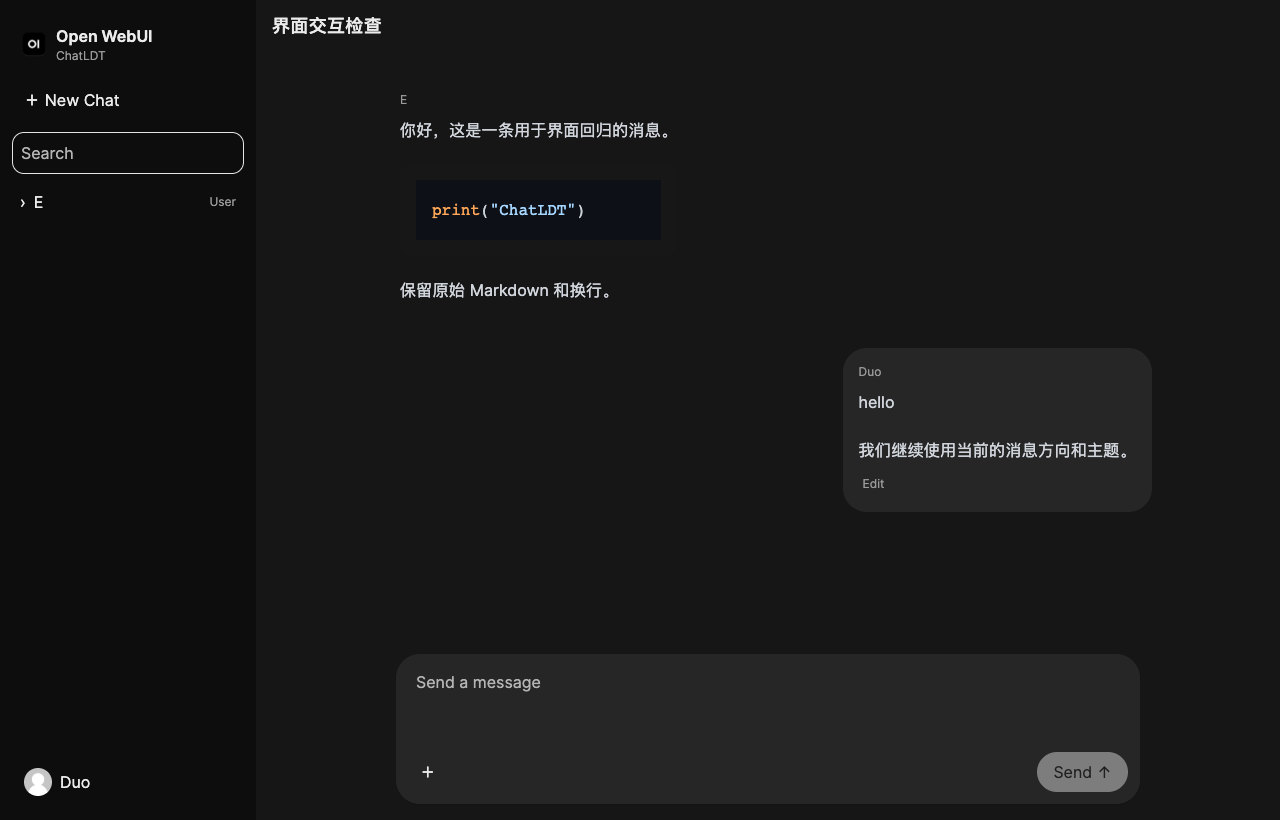 OI
Open WebUI
ChatLDT
+ New Chat
Search
› E
User
Duo
界面交互检查
E
你好，这是一条用于界面回归的消息。
print("ChatLDT")
保留原始 Markdown 和换行。
Duo
hello
我们继续使用当前的消息方向和主题。
Edit
Send a message
+
Send ↑